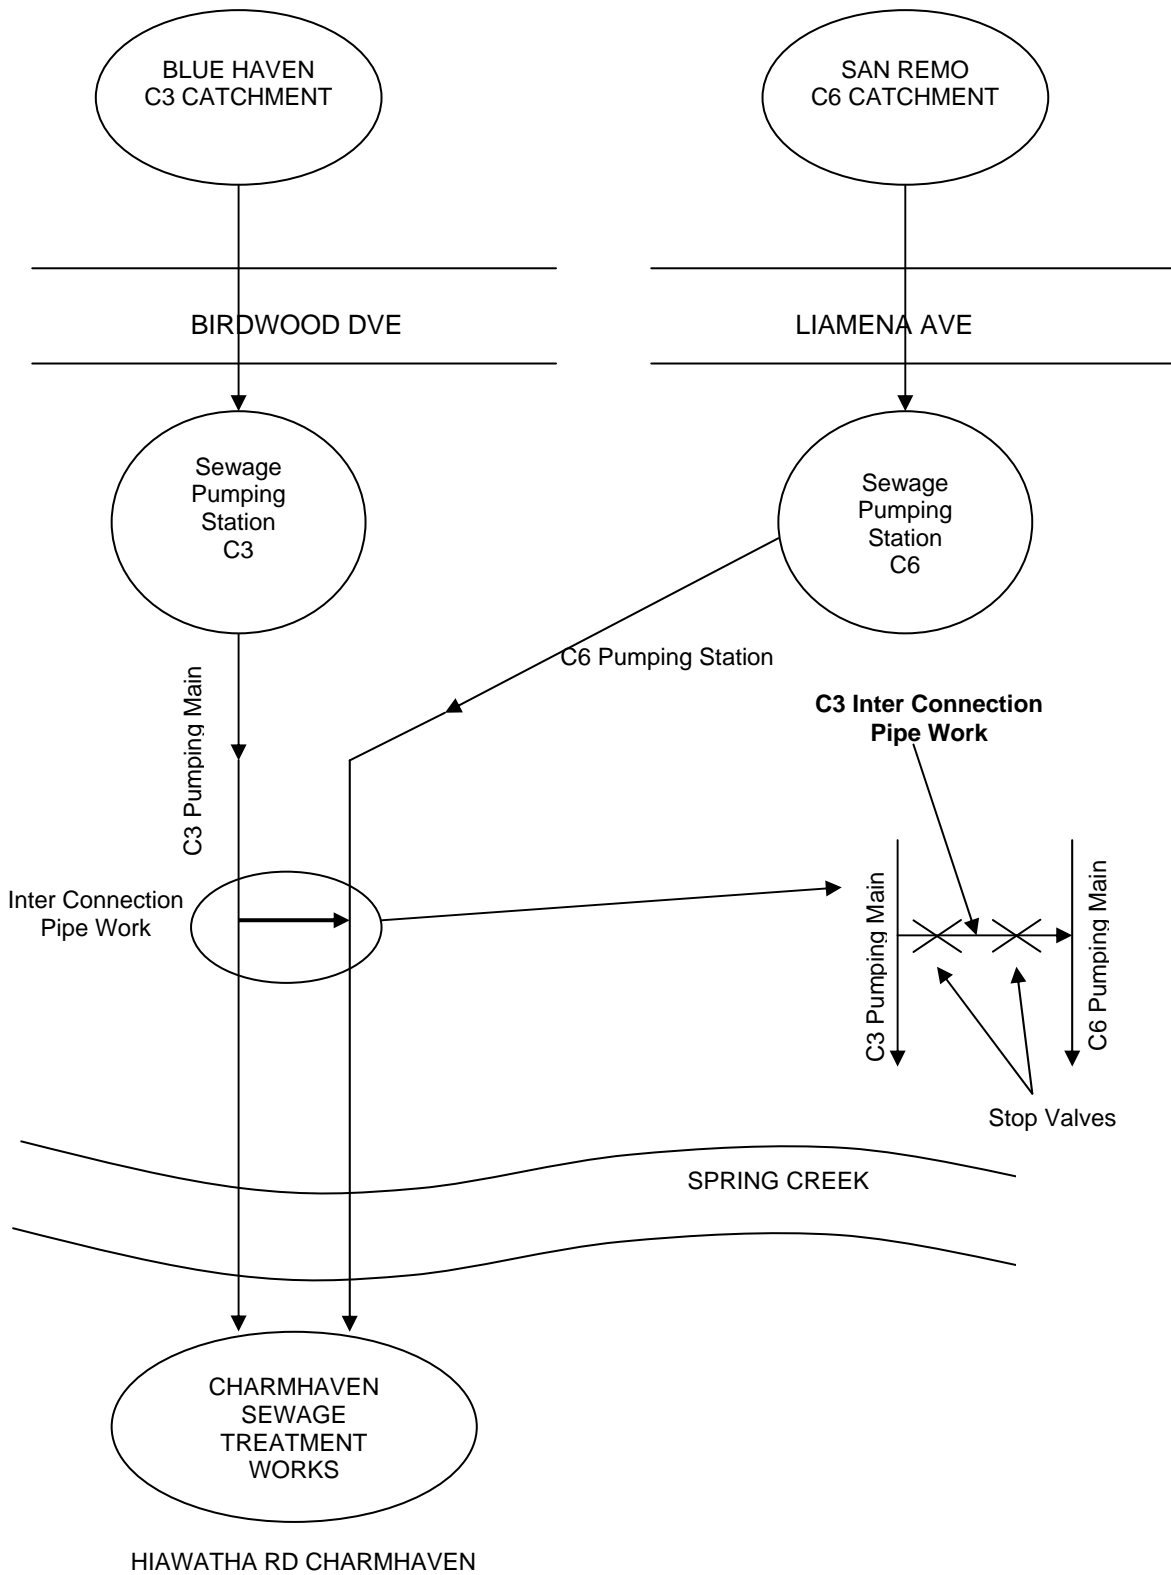 BLUE HAVEN
C3 CATCHMENT
SAN REMO
C6 CATCHMENT
BIRDWOOD DVE
LIAMENA AVE
Sewage
Pumping
Station
C3
Sewage
Pumping
Station
C6
C3 Pumping Main
C6 Pumping Station
C3 Inter Connection
Pipe Work
Inter Connection
Pipe Work
C3 Pumping Main
C6 Pumping Main
Stop Valves
SPRING CREEK
CHARMHAVEN
SEWAGE
TREATMENT
WORKS
HIAWATHA RD CHARMHAVEN